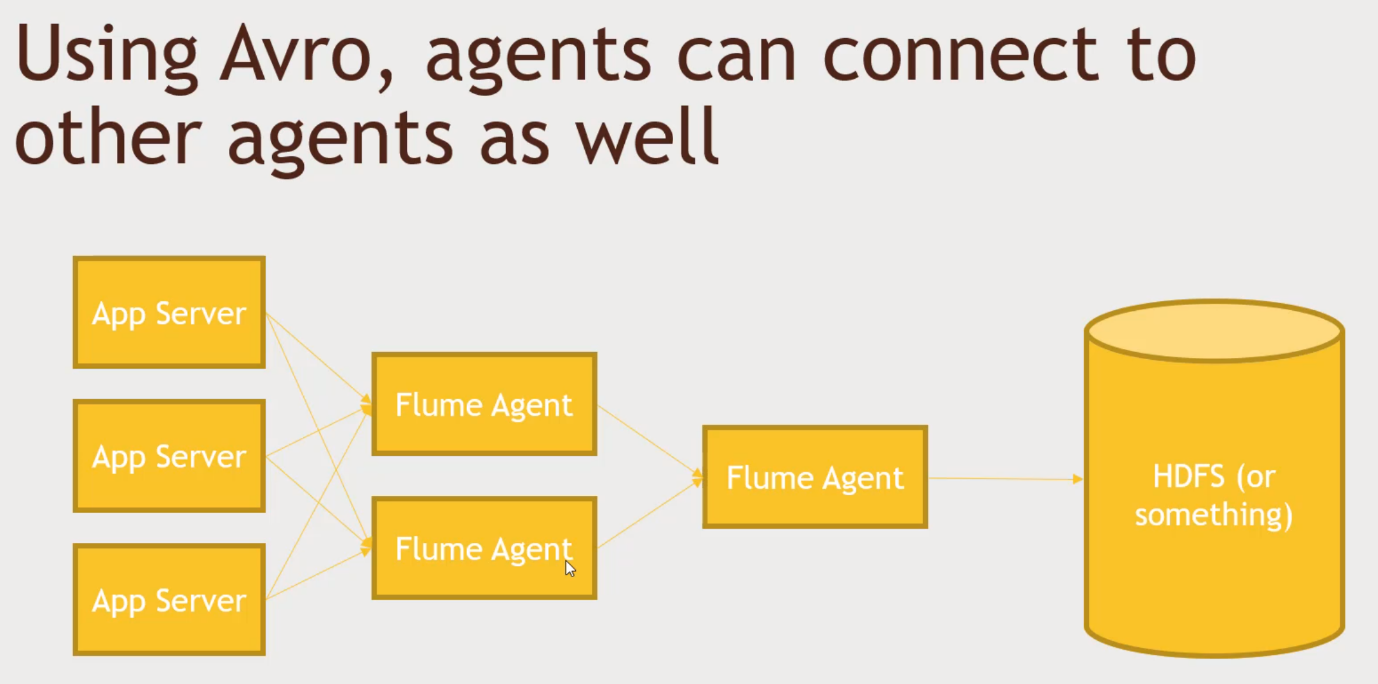 Using Avro, agents can connect to
other agents as well
App Server
App Server
App Server
Flume Agent
Flume Agent
Flume Agent
HDFS (or
something)